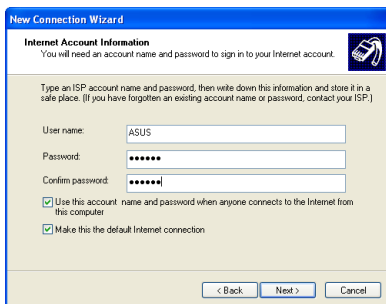 New Connection Wizard
Internet Account Information
You will need an account name and password to sign in to your Internet account.
Type an ISP account name and password, then write down this information and store it in a
safe place. (If you have forgotten an existing account name or password, contact your ISP.)
User name: ASUS
Password: ●●●●●●
Confirm password: ●●●●●●
Use this account name and password when anyone connects to the Internet from
this computer
Make this the default Internet connection
< Back Next > Cancel